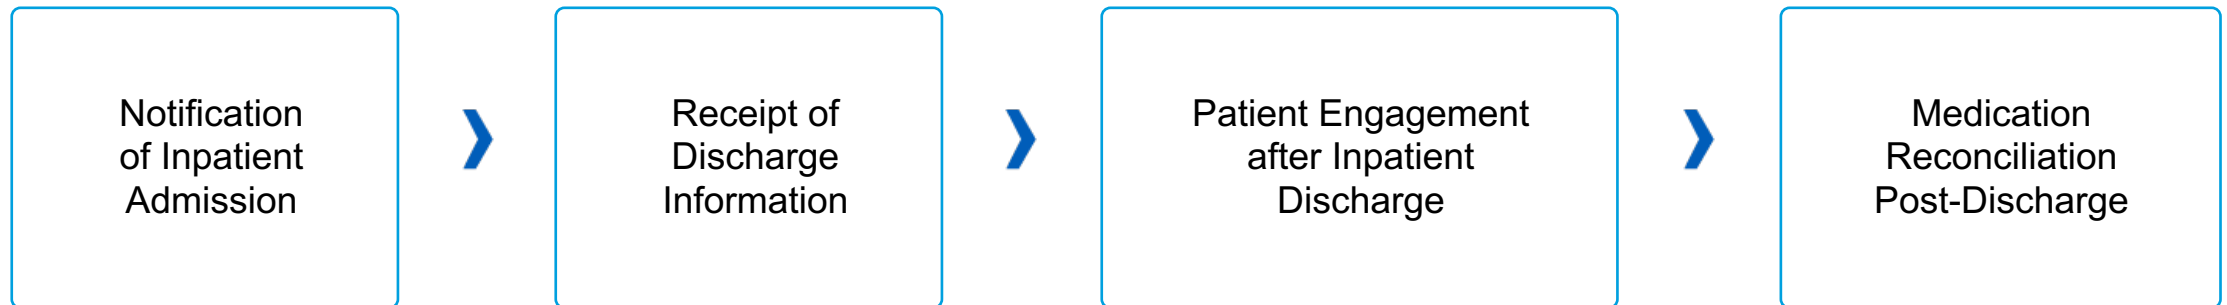 Notification
of Inpatient
Admission
Receipt of
Discharge
Information
Patient Engagement
after Inpatient
Discharge
Medication
Reconciliation
Post-Discharge